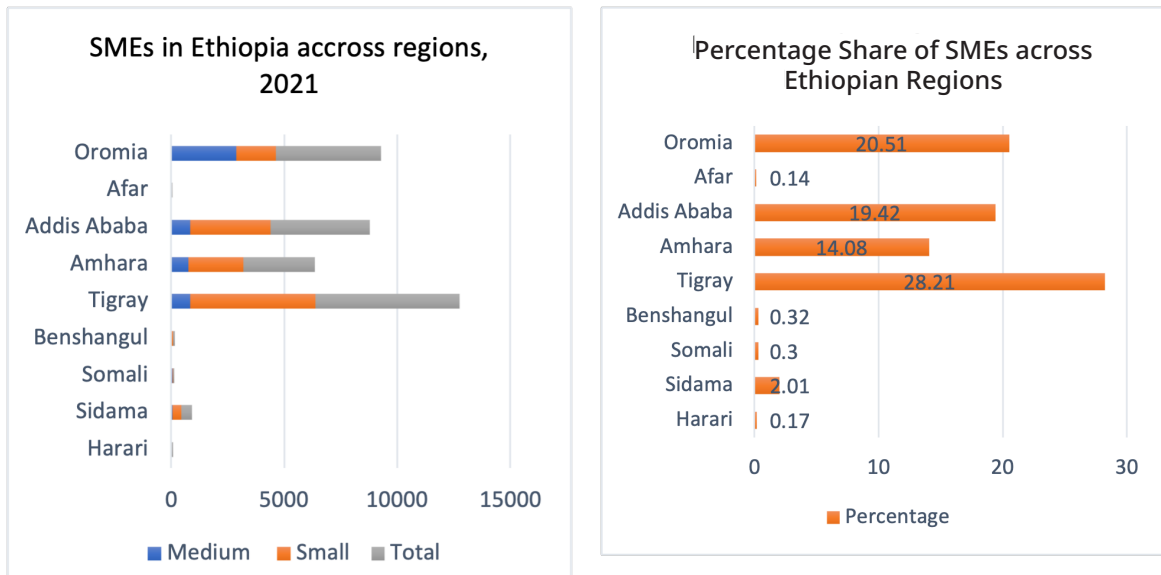 SMEs in Ethiopia accross regions,
2021
Oromia
Afar
Addis Ababa
Amhara
Tigray
Benshangul
Somali
Sidama
Harari
0 5000 10000 15000
Medium Small Total
Percentage Share of SMEs across
Ethiopian Regions
Oromia 20.51
Afar 0.14
Addis Ababa 19.42
Amhara 14.08
Tigray 28.21
Benshangul 0.32
Somali 0.3
Sidama 2.01
Harari 0.17
0 10 20 30
Percentage